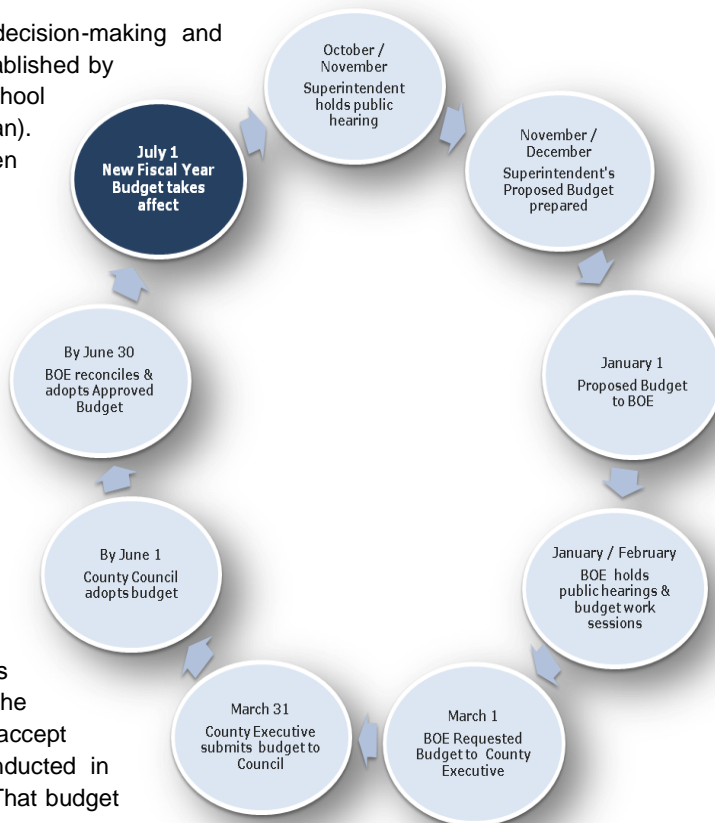 decision-making and
ablished by
hool
an).
en
October /
November
Superintendent
holds public
hearing
November /
December
Superintendent's
Proposed Budget
prepared
January 1
Proposed Budget
to BOE
January / February
BOE holds
public hearings &
budget work
sessions
March 1
BOE Requested
Budget to County
Executive
March 31
County Executive
submits budget to
Council
By June 1
County Council
adopts budget
By June 30
BOE reconciles &
adopts Approved
Budget
July 1
New Fiscal Year
Budget takes
affect
s
he
accept
nducted in
That budget